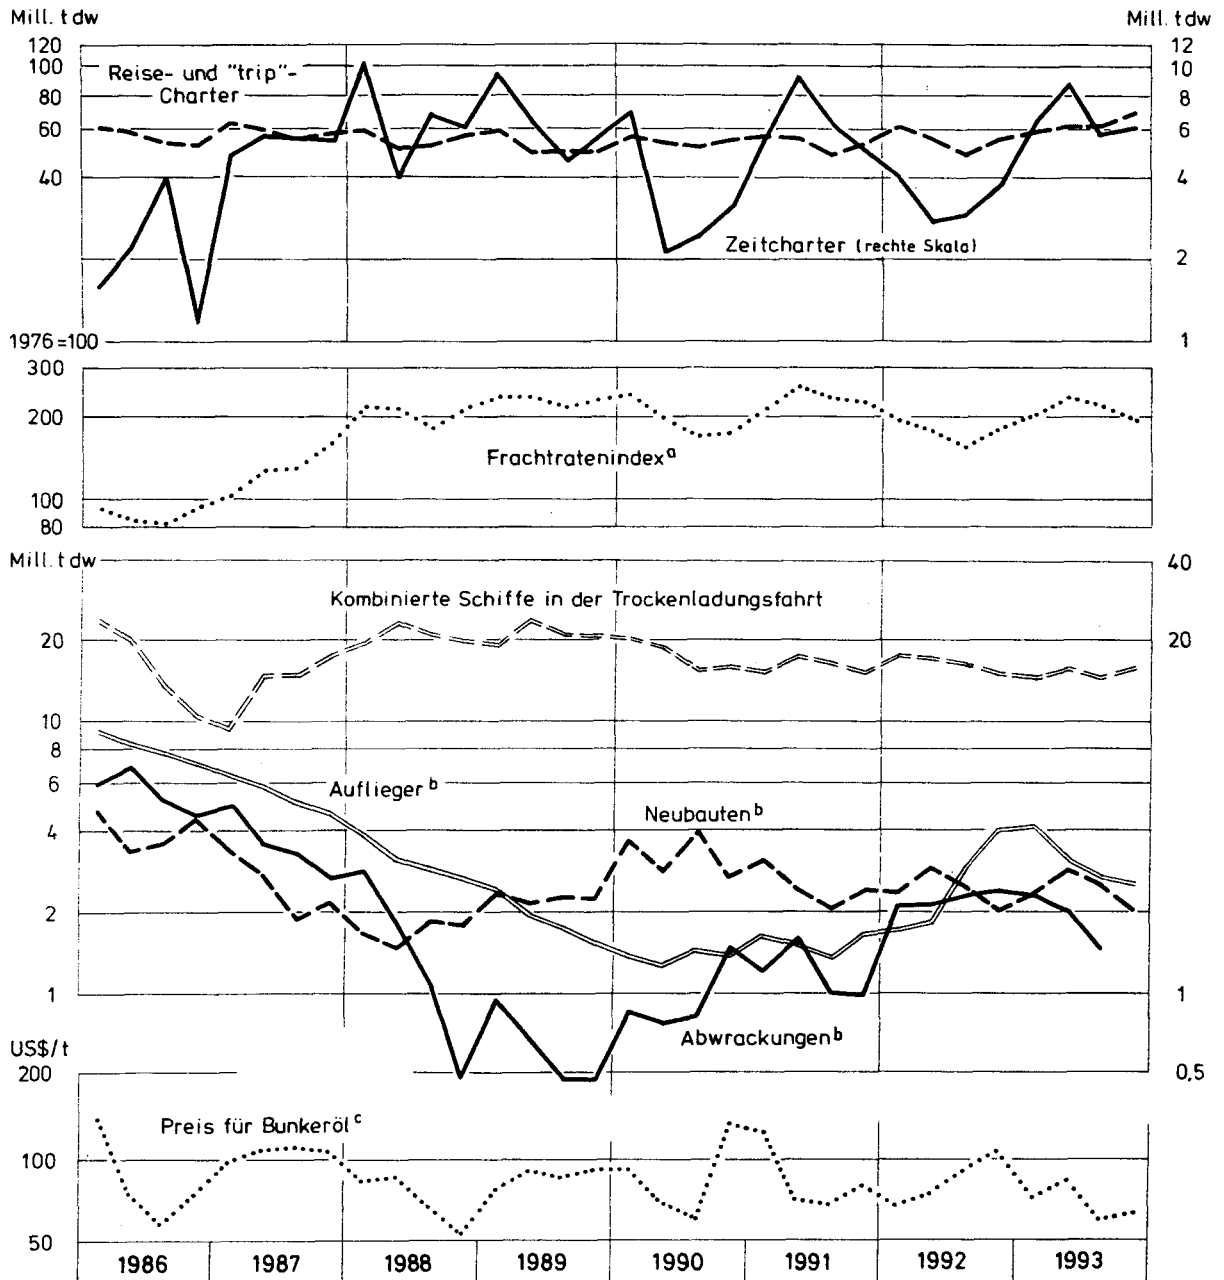 Mill. t dw Mill. t dw
120 12
100 10
Reise- und "trip"-
Charter
80 8
60 6
40 4
Zeitcharter (rechte Skala)
2
1976 = 100 1
300
200
Frachtratenindex a
100
80
Mill. t dw 40
Kombinierte Schiffe in der Trockenladungsfahrt
20 20
10
8
6
Auflieger b
Neubauten b
4
2
1 1
Abwrackungen b
US$/t
200 0,5
Preis für Bunkeröl c
100
50
1986 1987 1988 1989 1990 1991 1992 1993